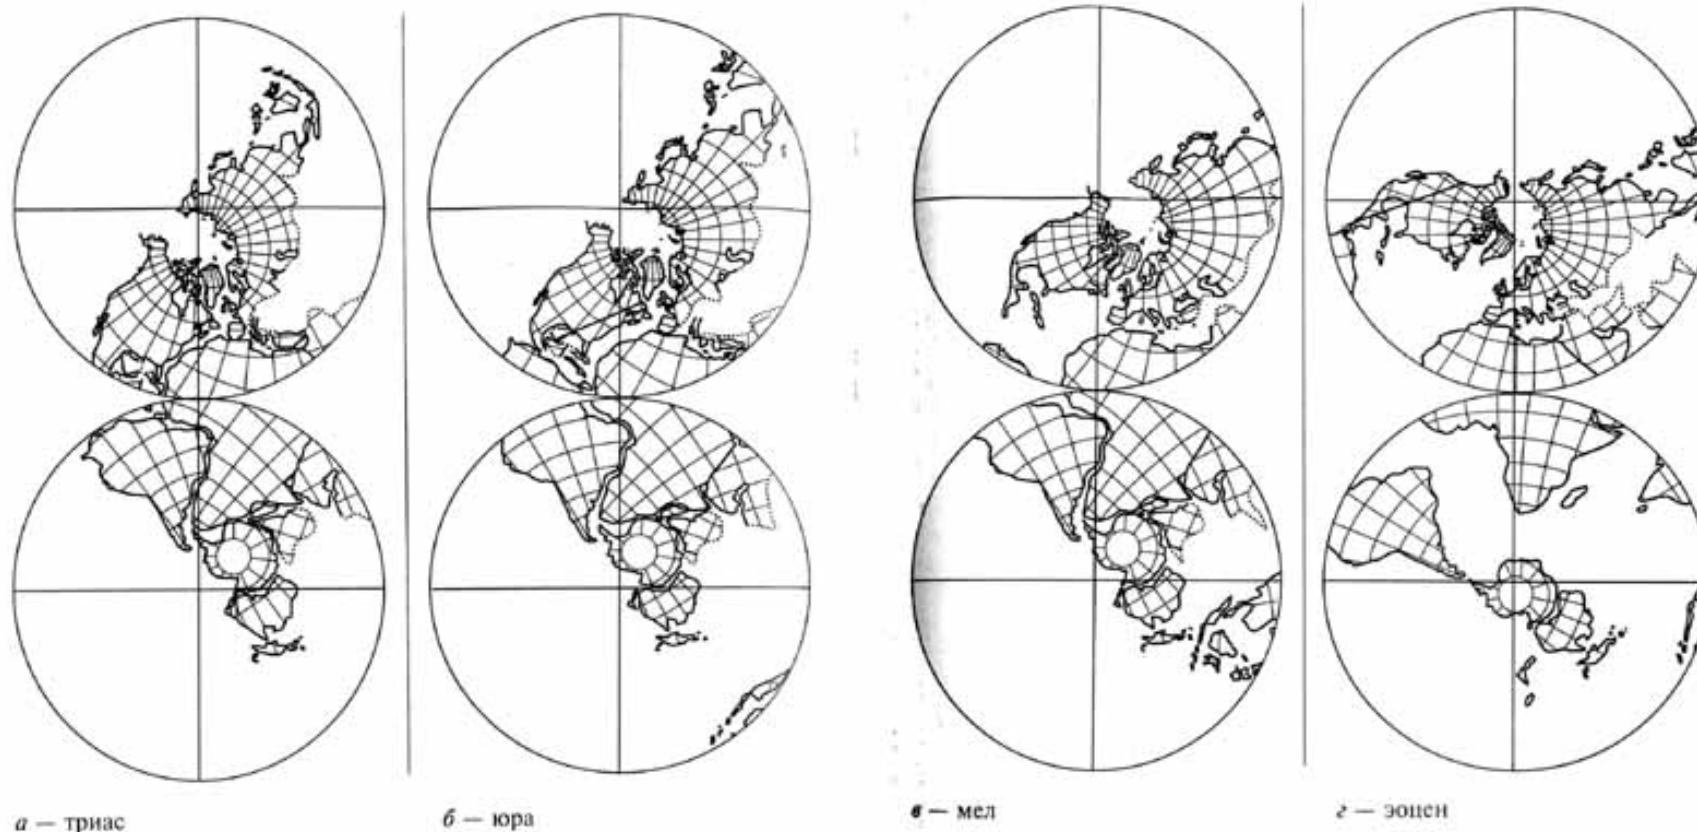 а — триас
б — юра
в — мел
г — эоцен